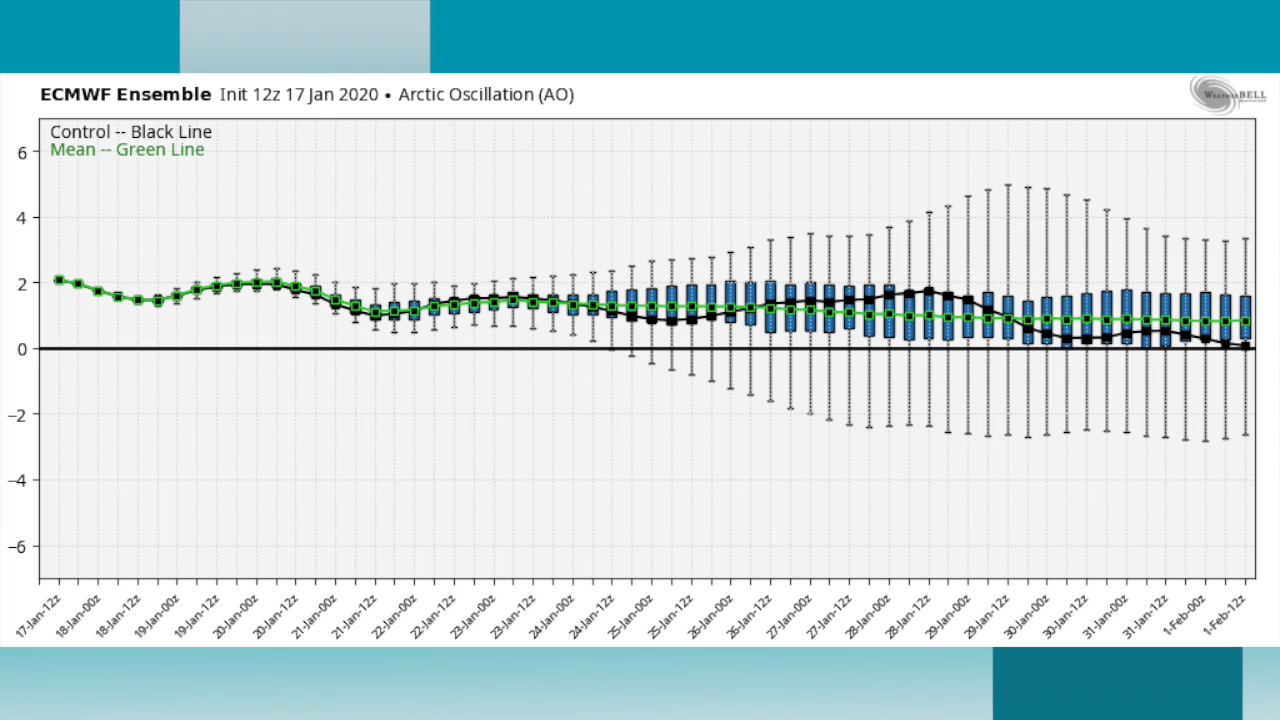 ECMWF Ensemble Init 12z 17 Jan 2020 • Arctic Oscillation (AO)
WeatherBELL
Control -- Black Line
Mean -- Green Line
6
4
2
0
−2
−4
−6
17-Jan-12z
18-Jan-00z
18-Jan-12z
19-Jan-00z
19-Jan-12z
20-Jan-00z
20-Jan-12z
21-Jan-00z
21-Jan-12z
22-Jan-00z
22-Jan-12z
23-Jan-00z
23-Jan-12z
24-Jan-00z
24-Jan-12z
25-Jan-00z
25-Jan-12z
26-Jan-00z
26-Jan-12z
27-Jan-00z
27-Jan-12z
28-Jan-00z
28-Jan-12z
29-Jan-00z
29-Jan-12z
30-Jan-00z
30-Jan-12z
31-Jan-00z
31-Jan-12z
1-Feb-00z
1-Feb-12z